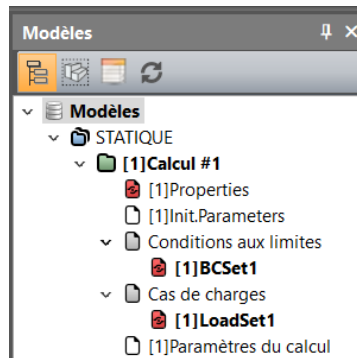 Modèles
Modèles
STATIQUE
[1]Calcul #1
[1]Properties
[1]Init.Parameters
Conditions aux limites
[1]BCSet1
Cas de charges
[1]LoadSet1
[1]Paramètres du calcul